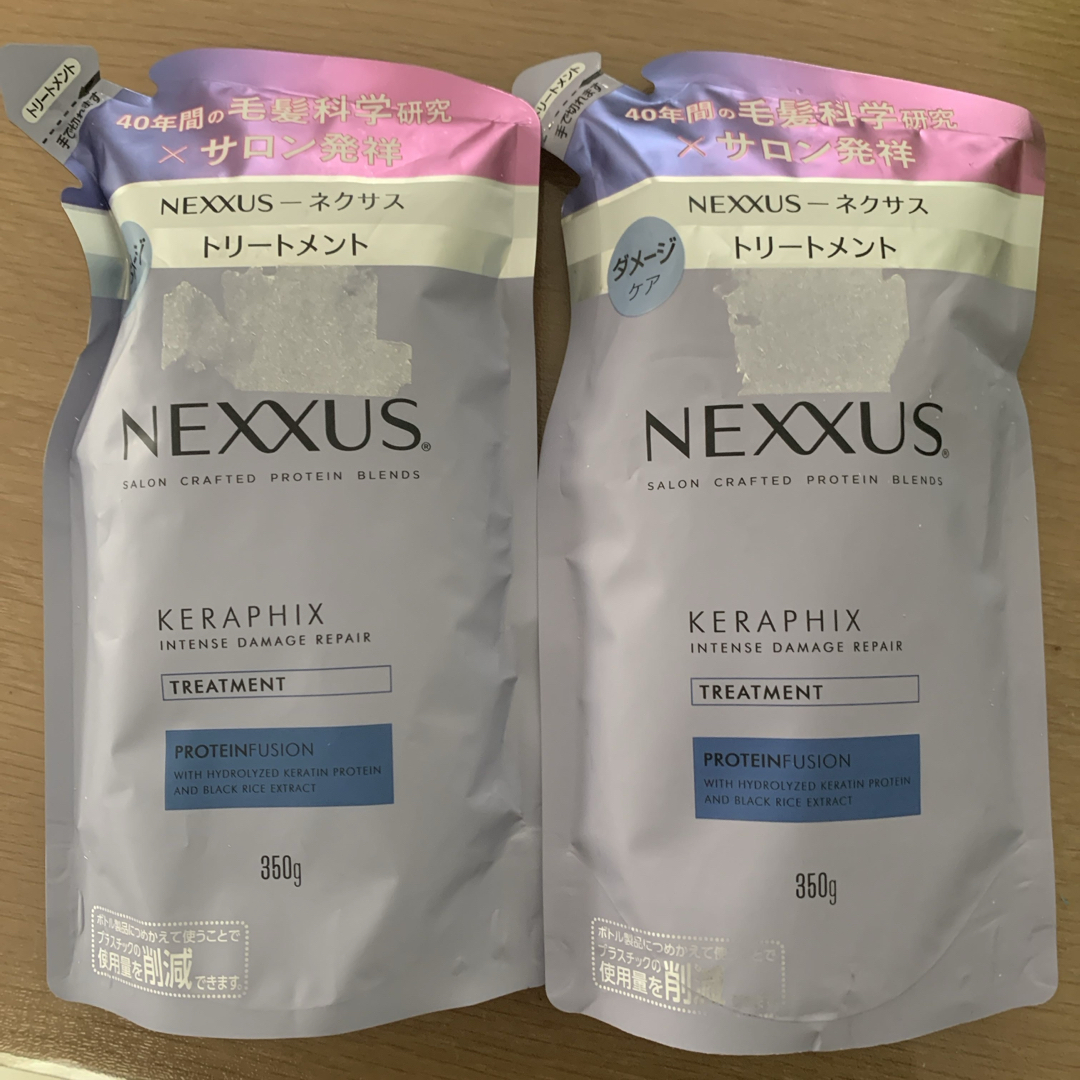 トリートメント
手で切れます
40年間の毛髪科学研究
×サロン発祥
NEXXUS—ネクサス
トリートメント
NEXXUS®
SALON CRAFTED PROTEIN BLENDS
KERAPHIX
INTENSE DAMAGE REPAIR
TREATMENT
PROTEINFUSION
WITH HYDROLYZED KERATIN PROTEIN
AND BLACK RICE EXTRACT
350g
ボトル製品につめかえて使うことで
プラスチックの
使用量を削減できます。
トリートメント
手で切れます
40年間の毛髪科学研究
×サロン発祥
NEXXUS—ネクサス
トリートメント
ダメージ
ケア
NEXXUS®
SALON CRAFTED PROTEIN BLENDS
KERAPHIX
INTENSE DAMAGE REPAIR
TREATMENT
PROTEINFUSION
WITH HYDROLYZED KERATIN PROTEIN
AND BLACK RICE EXTRACT
350g
ボトル製品につめかえて使うことで
プラスチックの
使用量を削減